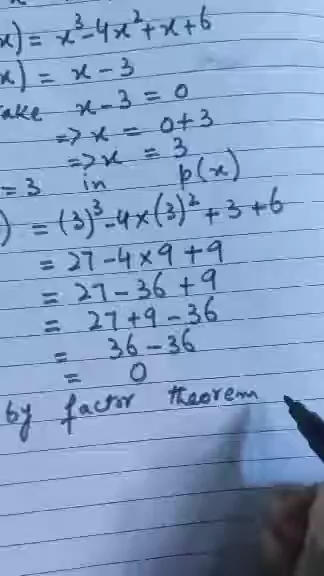 x) = x³-4x²+x+6
x) = x-3
ake x-3=0
=> x = 0+3
=> x = 3
=3 in p(x)
) = (3)³-4×(3)²+3+6
= 27-4×9+9
= 27-36+9
= 27+9-36
= 36-36
= 0
by factor theorem